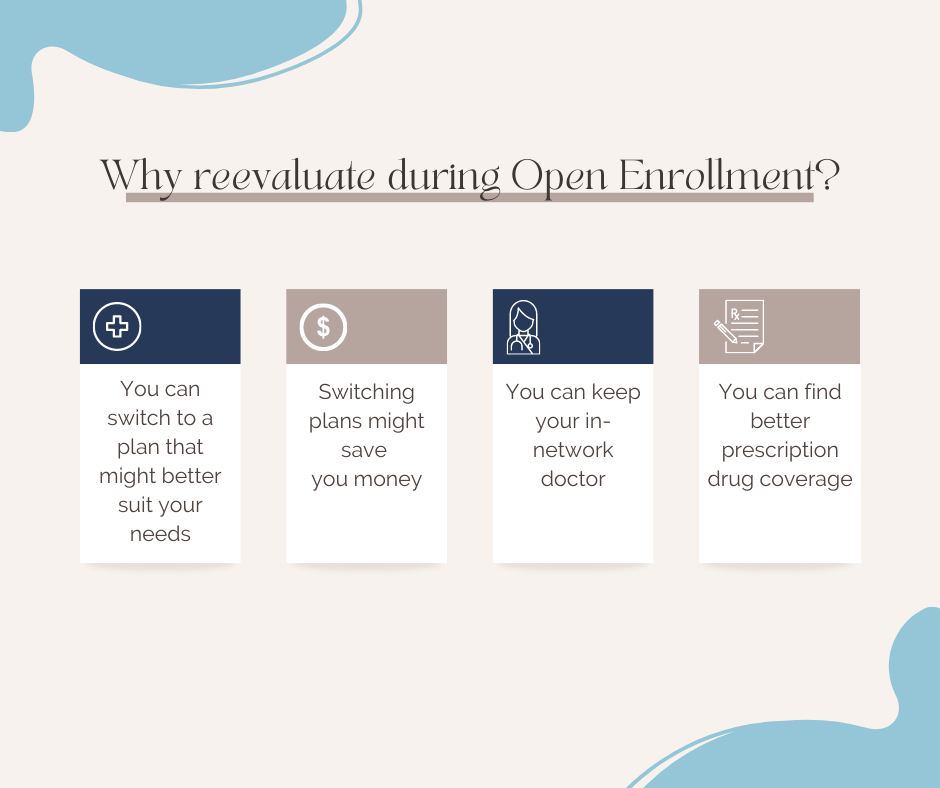 Why reevaluate during Open Enrollment?
$
Rx
You can
switch to a
plan that
might better
suit your
needs
Switching
plans might
save
you money
You can keep
your in-
network
doctor
You can find
better
prescription
drug coverage